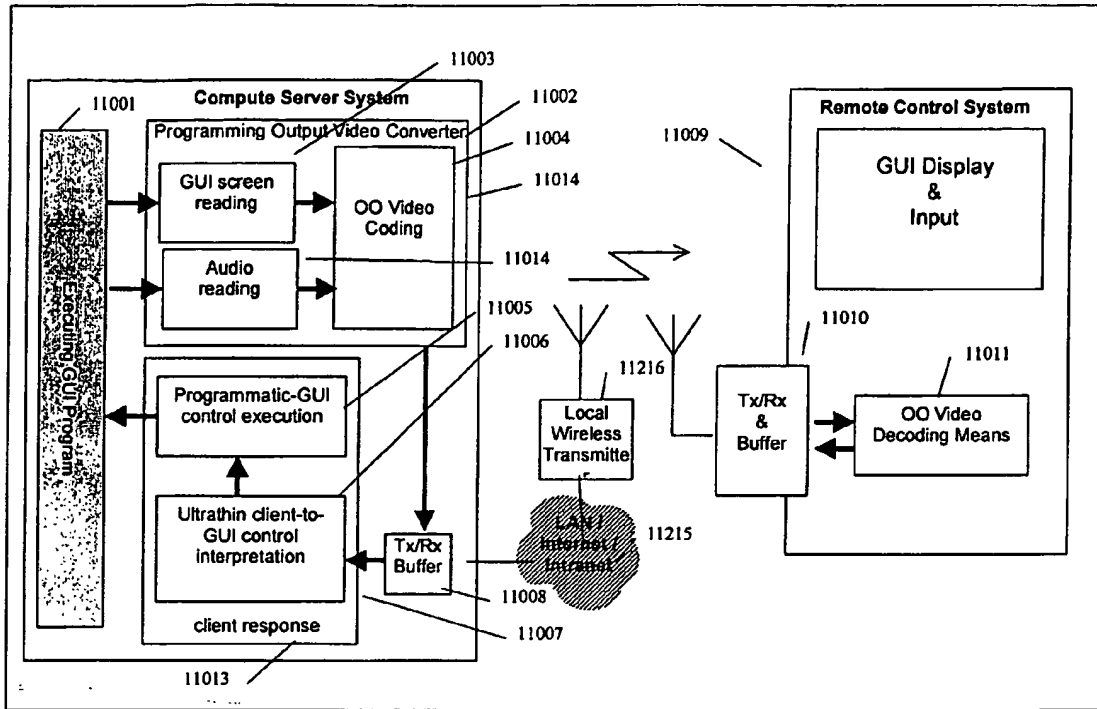 11003
11001
Compute Server System
11002
Remote Control System
Programming Output Video Converter
11004
11009
GUI screen
reading
11014
GUI Display
&
Input
OO Video
Coding
Audio
reading
11014
11005
11010
11006
11011
11216
Executing GUI Program
Programmatic-GUI
control execution
Tx/Rx
&
Buffer
OO Video
Decoding Means
Local
Wireless
Transmitte
r
Ultrathin client-to-
GUI control
interpretation
LAN /
Internet /
Intranet
11215
Tx/Rx
Buffer
11008
client response
11007
11013